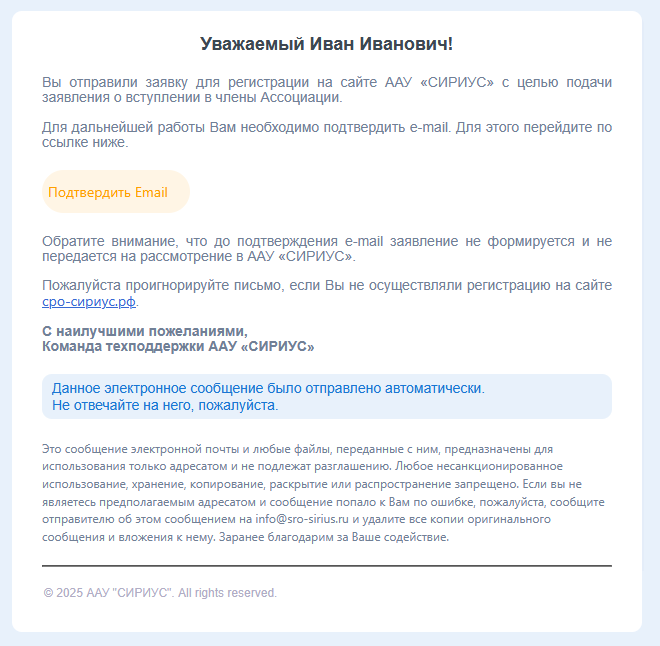 Уважаемый Иван Иванович!
Вы отправили заявку для регистрации на сайте ААУ «СИРИУС» с целью подачи
заявления о вступлении в члены Ассоциации.
Для дальнейшей работы Вам необходимо подтвердить e-mail. Для этого перейдите по
ссылке ниже.
Подтвердить Email
Обратите внимание, что до подтверждения e-mail заявление не формируется и не
передается на рассмотрение в ААУ «СИРИУС».
Пожалуйста проигнорируйте письмо, если Вы не осуществляли регистрацию на сайте
сро-сириус.рф.
С наилучшими пожеланиями,
Команда техподдержки ААУ «СИРИУС»
Данное электронное сообщение было отправлено автоматически.
Не отвечайте на него, пожалуйста.
Это сообщение электронной почты и любые файлы, переданные с ним, предназначены для
использования только адресатом и не подлежат разглашению. Любое несанкционированное
использование, хранение, копирование, раскрытие или распространение запрещено. Если вы не
являетесь предполагаемым адресатом и сообщение попало к Вам по ошибке, пожалуйста, сообщите
отправителю об этом сообщением на info@sro-sirius.ru и удалите все копии оригинального
сообщения и вложения к нему. Заранее благодарим за Ваше содействие.
© 2025 ААУ "СИРИУС". All rights reserved.